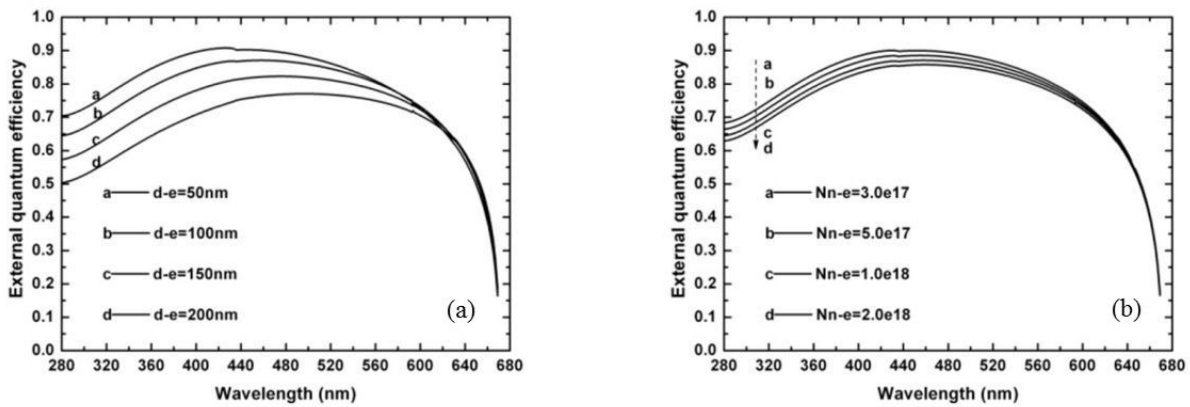 External quantum efficiency
1.0
0.9
0.8
0.7
0.6
0.5
0.4
0.3
0.2
0.1
0.0
a
b
c
d
a d-e=50nm
b d-e=100nm
c d-e=150nm
d d-e=200nm
(a)
280 320 360 400 440 480 520 560 600 640 680
Wavelength (nm)
External quantum efficiency
1.0
0.9
0.8
0.7
0.6
0.5
0.4
0.3
0.2
0.1
0.0
a
b
c
d
a Nn-e=3.0e17
b Nn-e=5.0e17
c Nn-e=1.0e18
d Nn-e=2.0e18
(b)
280 320 360 400 440 480 520 560 600 640 680
Wavelength (nm)